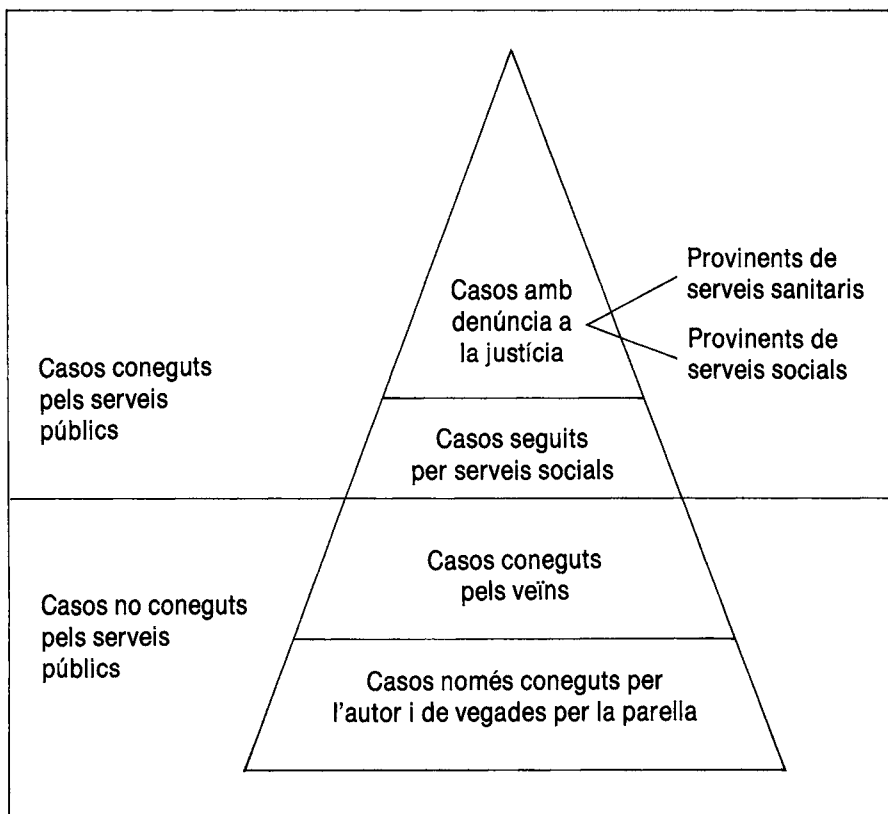 Provinents de
serveis sanitaris
Casos amb
denúncia a
la justícia
Provinents de
serveis socials
Casos coneguts
pels serveis
públics
Casos seguits
per serveis socials
Casos coneguts
pels veïns
Casos no coneguts
pels serveis
públics
Casos només coneguts per
l'autor i de vegades per la parella